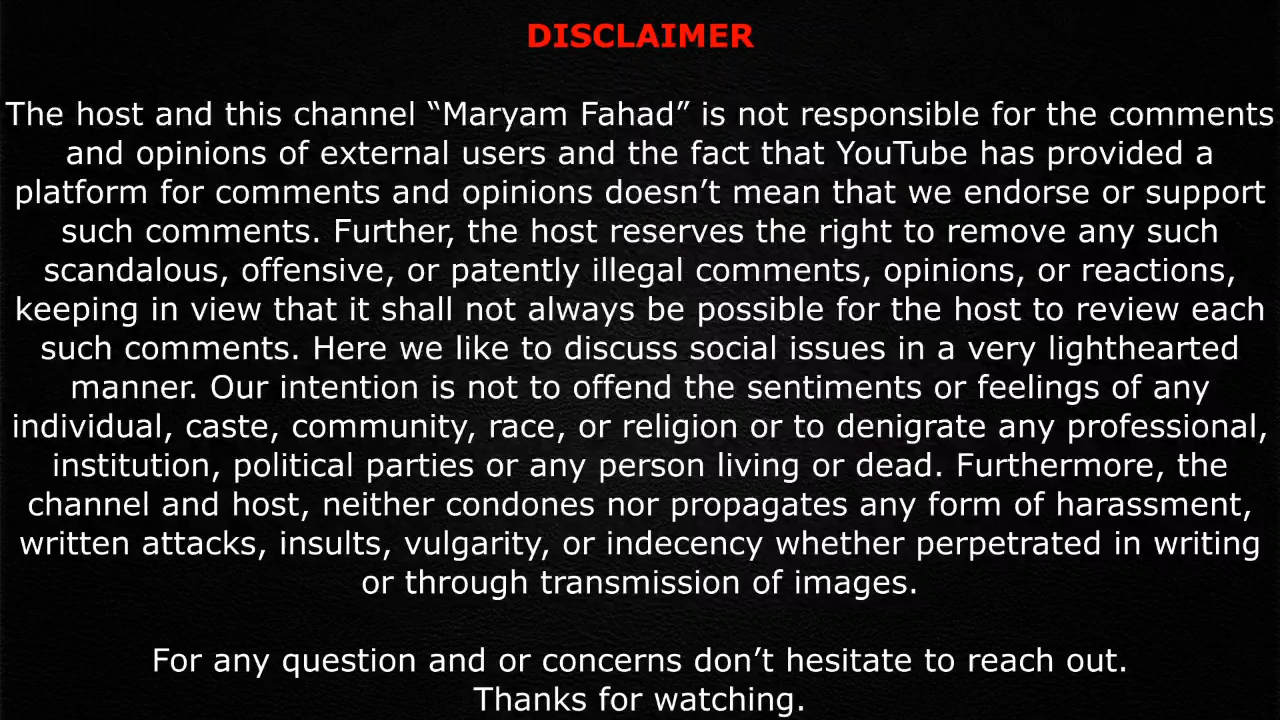 DISCLAIMER
The host and this channel “Maryam Fahad” is not responsible for the comments
and opinions of external users and the fact that YouTube has provided a
platform for comments and opinions doesn’t mean that we endorse or support
such comments. Further, the host reserves the right to remove any such
scandalous, offensive, or patently illegal comments, opinions, or reactions,
keeping in view that it shall not always be possible for the host to review each
such comments. Here we like to discuss social issues in a very lighthearted
manner. Our intention is not to offend the sentiments or feelings of any
individual, caste, community, race, or religion or to denigrate any professional,
institution, political parties or any person living or dead. Furthermore, the
channel and host, neither condones nor propagates any form of harassment,
written attacks, insults, vulgarity, or indecency whether perpetrated in writing
or through transmission of images.
For any question and or concerns don’t hesitate to reach out.
Thanks for watching.